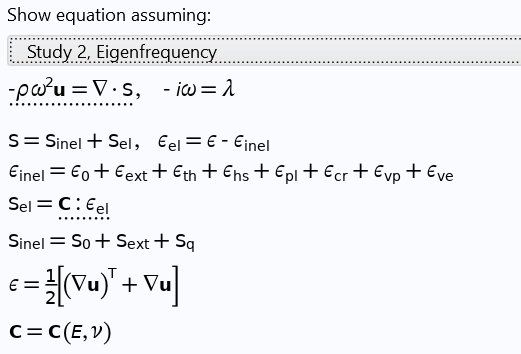 Show equation assuming:
Study 2, Eigenfrequency
-ρω²u = ∇ · s, - iω = λ
s = s_inel + s_el, ϵ_el = ϵ - ϵ_inel
ϵ_inel = ϵ_0 + ϵ_ext + ϵ_th + ϵ_hs + ϵ_pl + ϵ_cr + ϵ_vp + ϵ_ve
s_el = C : ϵ_el
s_inel = s_0 + s_ext + s_q
ϵ = 1/2[(∇u)^T + ∇u]
C = C(E,ν)